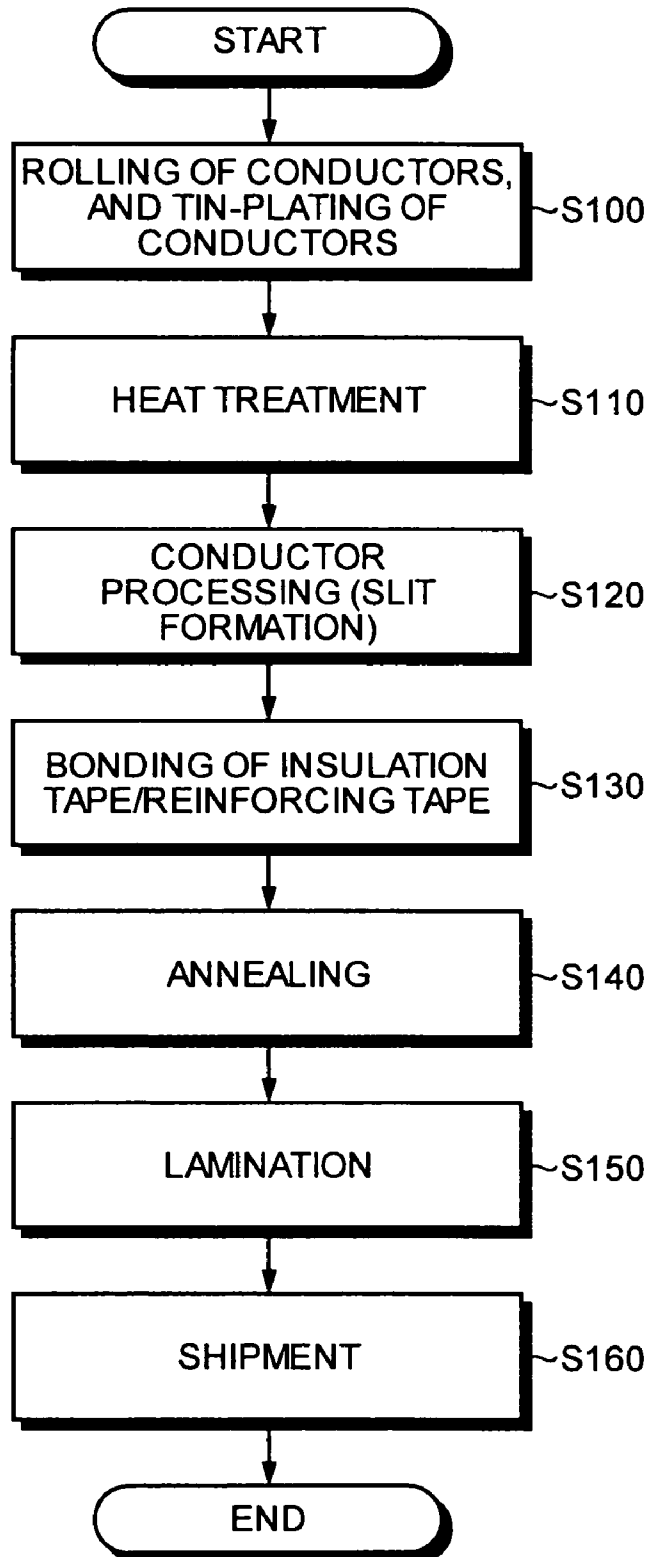 START
ROLLING OF CONDUCTORS,
AND TIN-PLATING OF
CONDUCTORS
~S100
HEAT TREATMENT
~S110
CONDUCTOR
PROCESSING (SLIT
FORMATION)
~S120
BONDING OF INSULATION
TAPE/REINFORCING TAPE
~S130
ANNEALING
~S140
LAMINATION
~S150
SHIPMENT
~S160
END